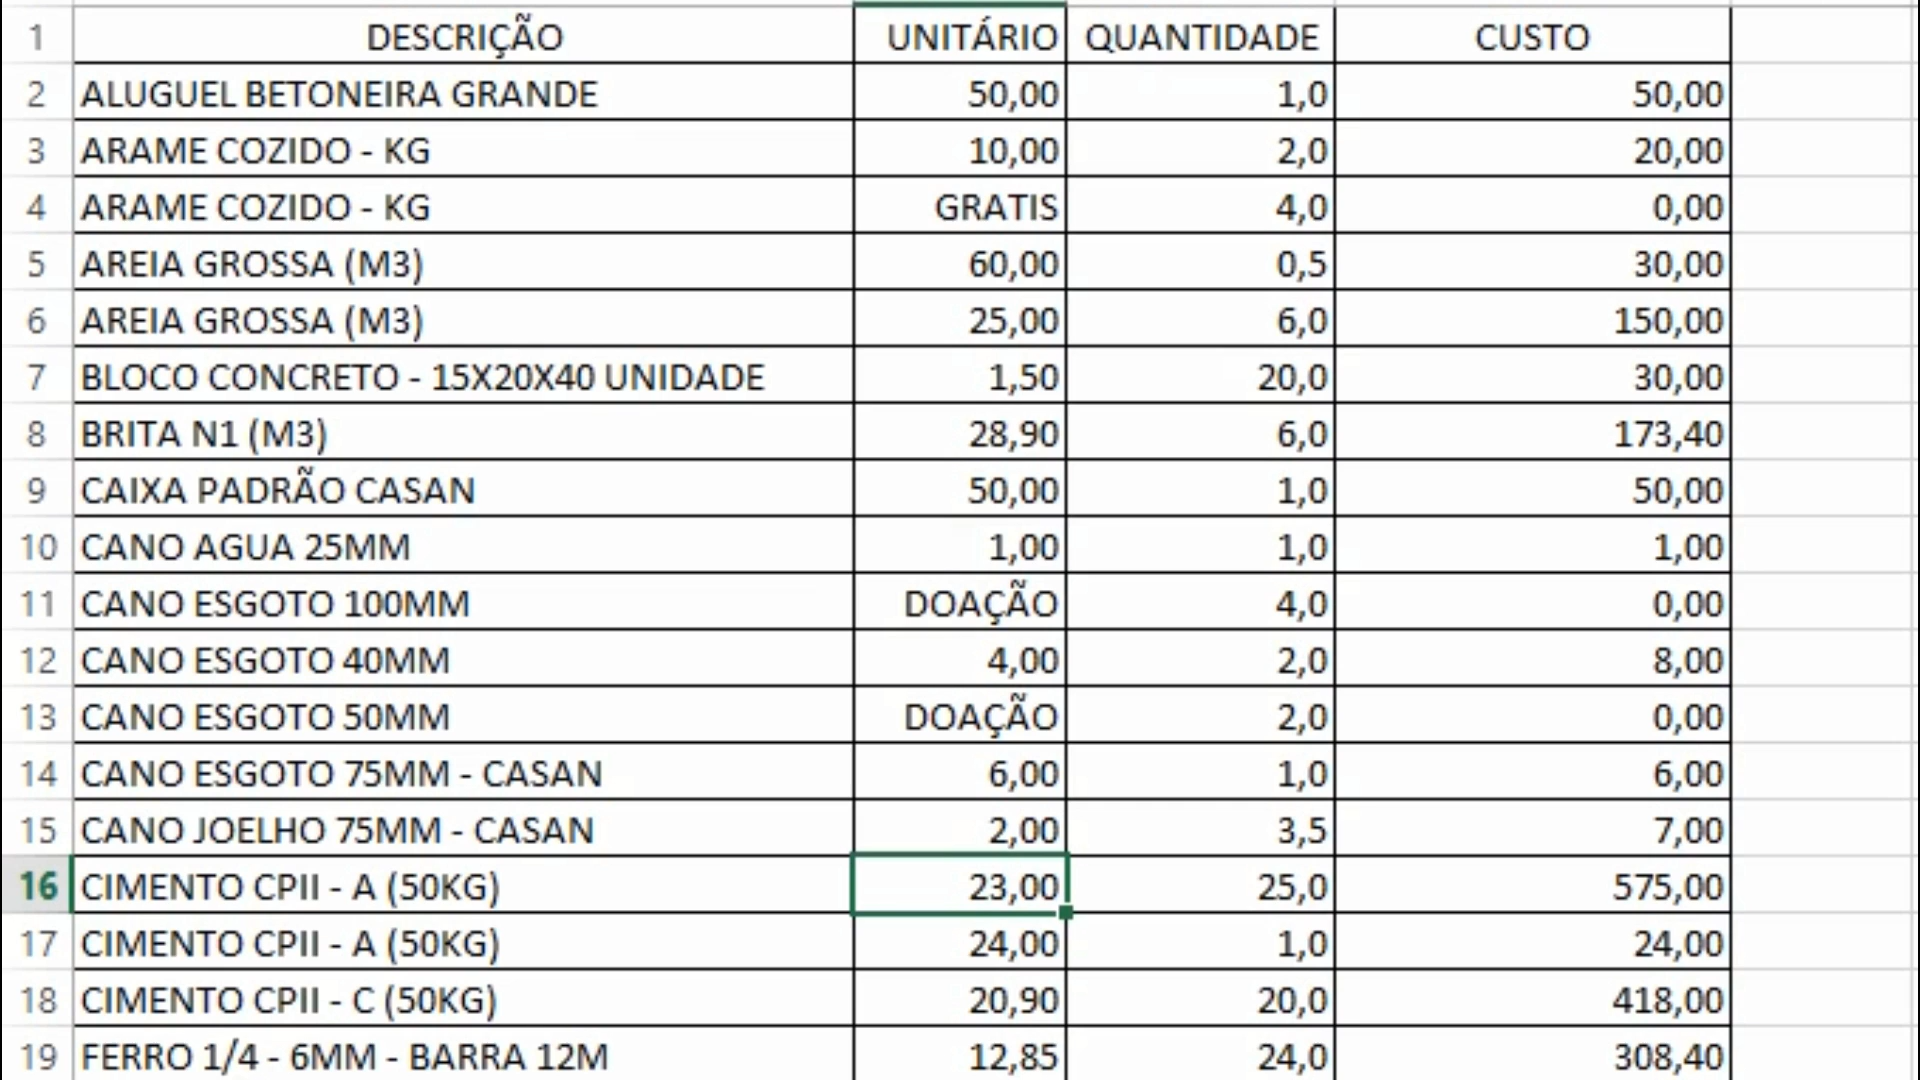 1 DESCRIÇÃO UNITÁRIO QUANTIDADE CUSTO
2 ALUGUEL BETONEIRA GRANDE 50,00 1,0 50,00
3 ARAME COZIDO - KG 10,00 2,0 20,00
4 ARAME COZIDO - KG GRATIS 4,0 0,00
5 AREIA GROSSA (M3) 60,00 0,5 30,00
6 AREIA GROSSA (M3) 25,00 6,0 150,00
7 BLOCO CONCRETO - 15X20X40 UNIDADE 1,50 20,0 30,00
8 BRITA N1 (M3) 28,90 6,0 173,40
9 CAIXA PADRÃO CASAN 50,00 1,0 50,00
10 CANO AGUA 25MM 1,00 1,0 1,00
11 CANO ESGOTO 100MM DOAÇÃO 4,0 0,00
12 CANO ESGOTO 40MM 4,00 2,0 8,00
13 CANO ESGOTO 50MM DOAÇÃO 2,0 0,00
14 CANO ESGOTO 75MM - CASAN 6,00 1,0 6,00
15 CANO JOELHO 75MM - CASAN 2,00 3,5 7,00
16 CIMENTO CPII - A (50KG) 23,00 25,0 575,00
17 CIMENTO CPII - A (50KG) 24,00 1,0 24,00
18 CIMENTO CPII - C (50KG) 20,90 20,0 418,00
19 FERRO 1/4 - 6MM - BARRA 12M 12,85 24,0 308,40